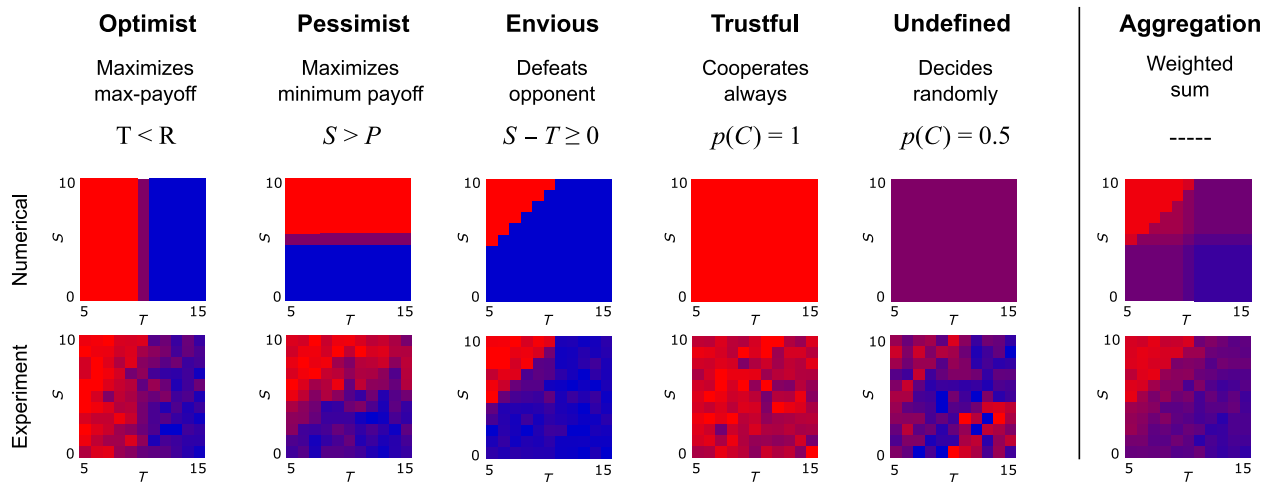 Optimist Pessimist Envious Trustful Undefined Aggregation
Maximizes Maximizes Defeats Cooperates Decides Weighted
max-payoff minimum payoff opponent always randomly sum
T < R S > P S – T ≥ 0 p(C) = 1 p(C) = 0.5 -----
Numerical
10 10 10 10 10 10
S S S S S S
0 0 0 0 0 0
5 15 5 15 5 15 5 15 5 15 5 15
T T T T T T
Experiment
10 10 10 10 10 10
S S S S S S
0 0 0 0 0 0
5 15 5 15 5 15 5 15 5 15 5 15
T T T T T T